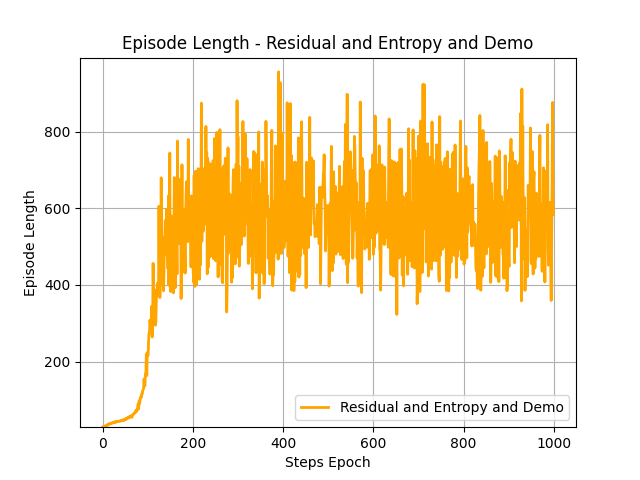 Episode Length - Residual and Entropy and Demo
Episode Length
800
600
400
200
Residual and Entropy and Demo
0 200 400 600 800 1000
Steps Epoch